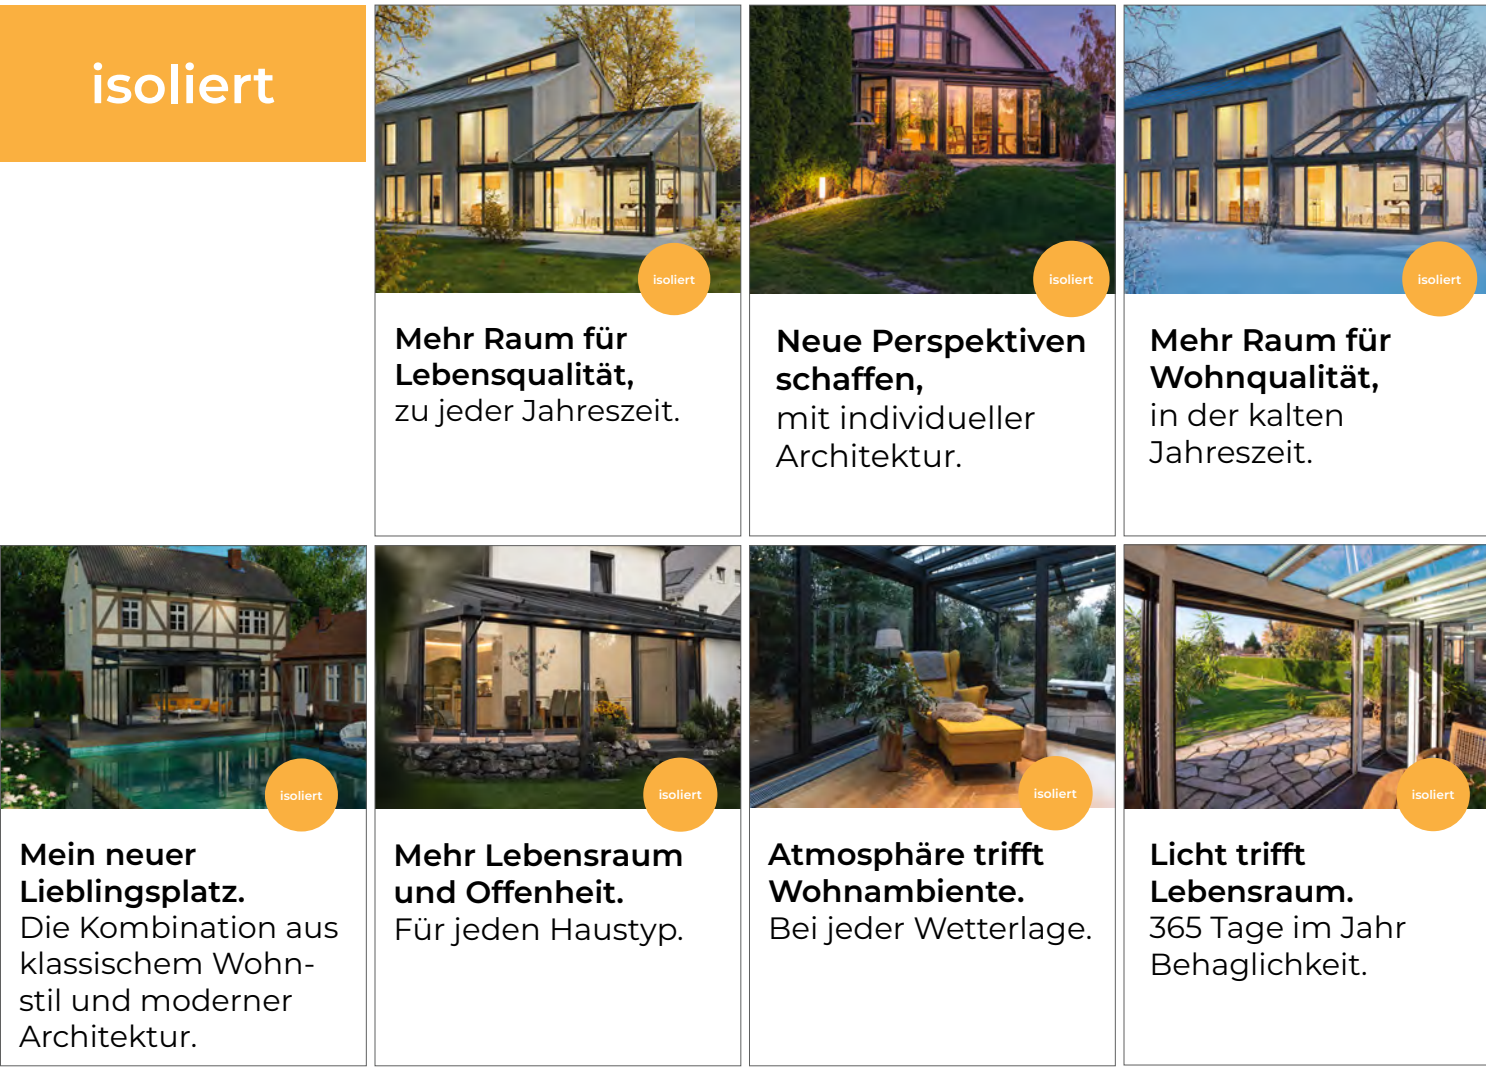 isoliert
isoliert
Mehr Raum für
Lebensqualität,
zu jeder Jahreszeit.
isoliert
Neue Perspektiven
schaffen,
mit individueller
Architektur.
isoliert
Mehr Raum für
Wohnqualität,
in der kalten
Jahreszeit.
isoliert
Mein neuer
Lieblingsplatz.
Die Kombination aus
klassischem Wohn-
stil und moderner
Architektur.
isoliert
Mehr Lebensraum
und Offenheit.
Für jeden Haustyp.
isoliert
Atmosphäre trifft
Wohnambiente.
Bei jeder Wetterlage.
isoliert
Licht trifft
Lebensraum.
365 Tage im Jahr
Behaglichkeit.